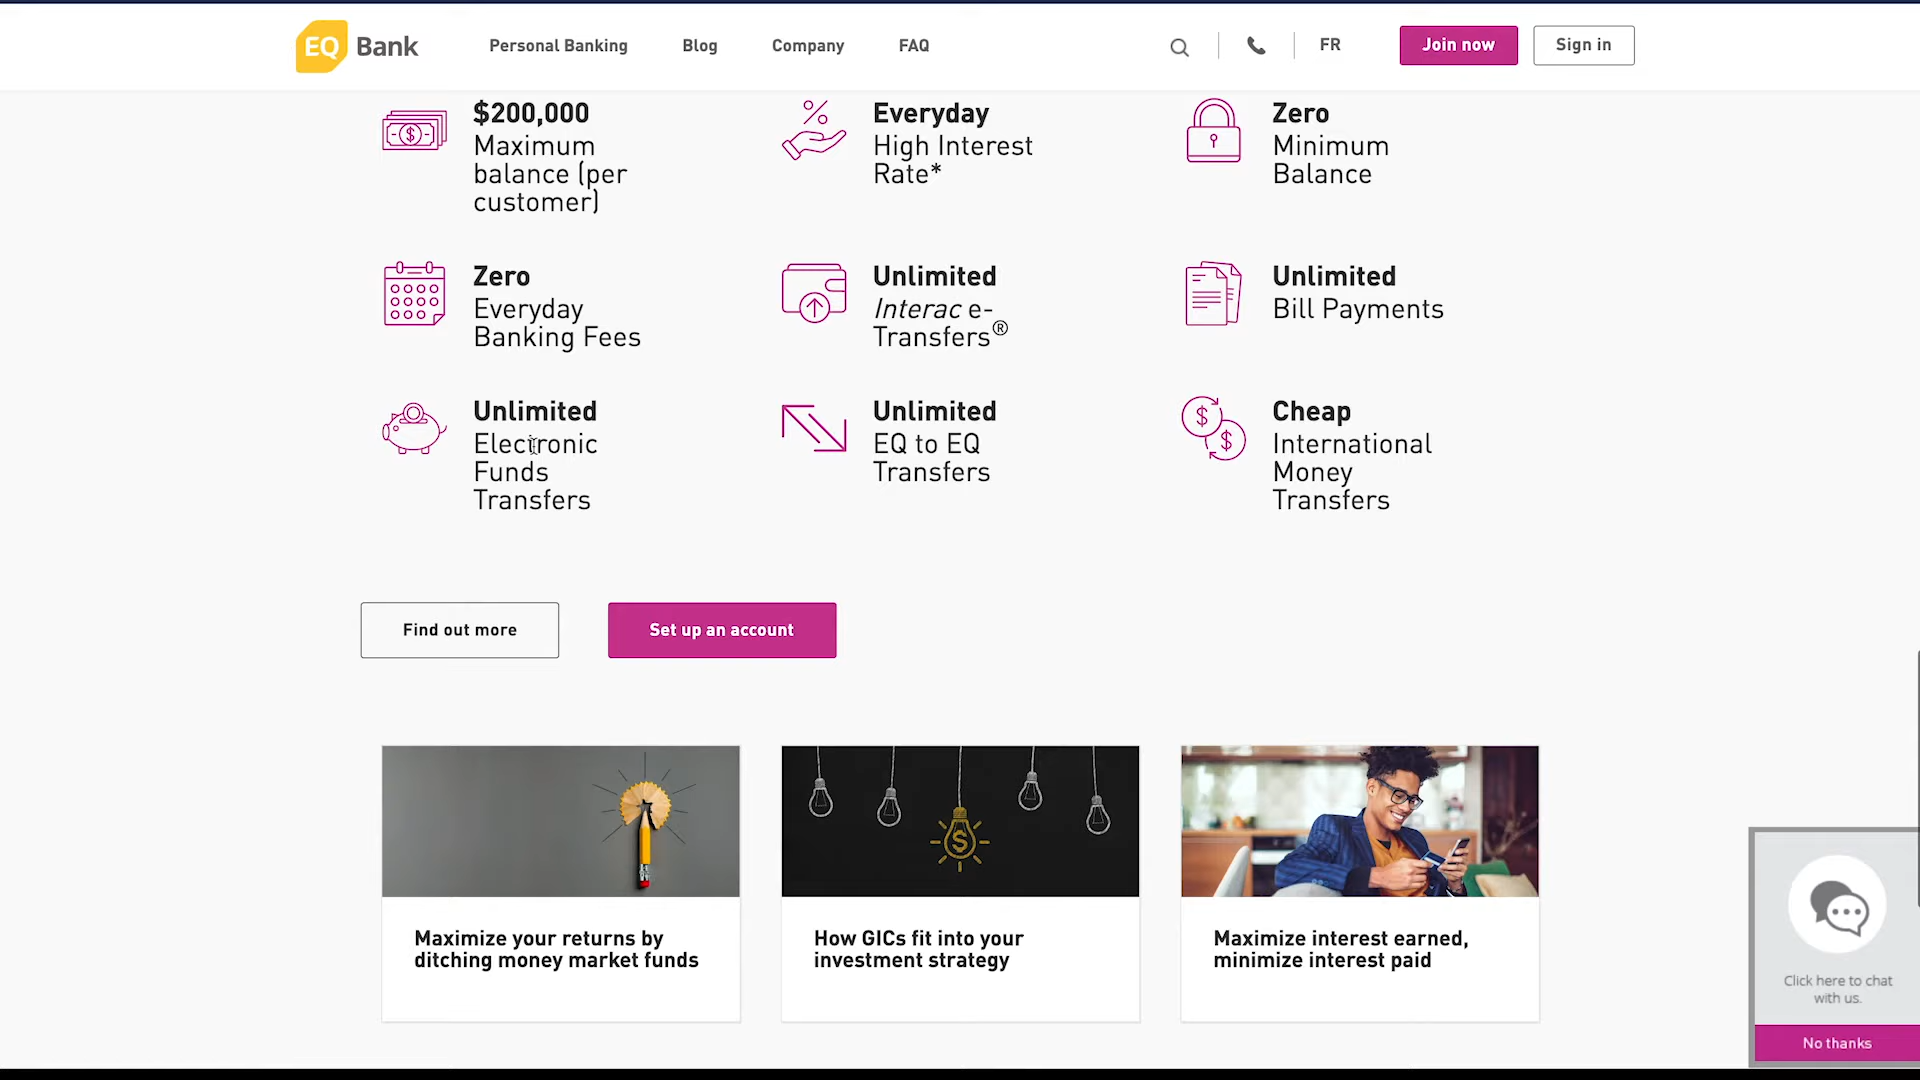 EQ Bank
Personal Banking
Blog
Company
FAQ
FR
Join now
Sign in
$200,000
Maximum
balance (per
customer)
Everyday
High Interest
Rate*
Zero
Minimum
Balance
Zero
Everyday
Banking Fees
Unlimited
Interac e-
Transfers®
Unlimited
Bill Payments
Unlimited
Electronic
Funds
Transfers
Unlimited
EQ to EQ
Transfers
Cheap
International
Money
Transfers
Find out more
Set up an account
Maximize your returns by
ditching money market funds
How GICs fit into your
investment strategy
Maximize interest earned,
minimize interest paid
Click here to chat
with us.
No thanks